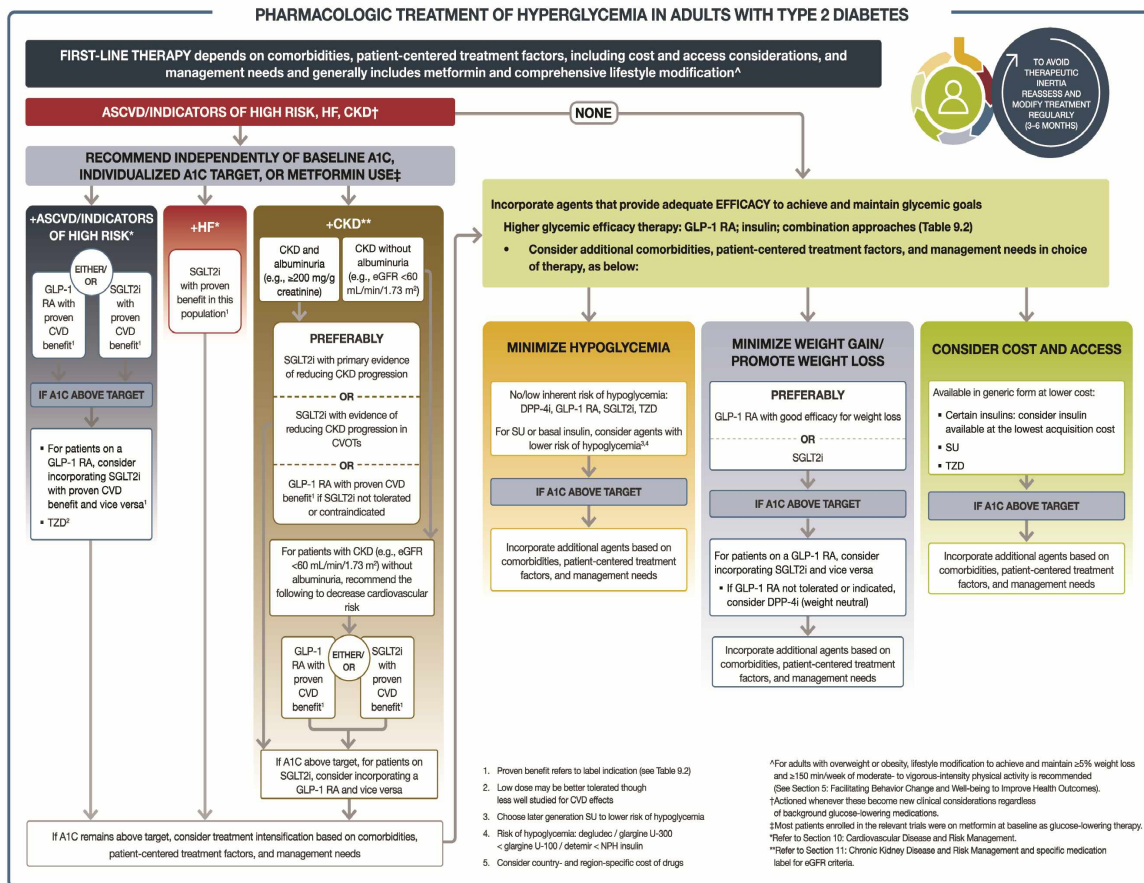 PHARMACOLOGIC TREATMENT OF HYPERGLYCEMIA IN ADULTS WITH TYPE 2 DIABETES
FIRST-LINE THERAPY depends on comorbidities, patient-centered treatment factors, including cost and access considerations, and
management needs and generally includes metformin and comprehensive lifestyle modification^
TO AVOID
THERAPEUTIC
INERTIA
REASSESS AND
MODIFY TREATMENT
REGULARLY
(3–6 MONTHS)
ASCVD/INDICATORS OF HIGH RISK, HF, CKD†
NONE
RECOMMEND INDEPENDENTLY OF BASELINE A1C,
INDIVIDUALIZED A1C TARGET, OR METFORMIN USE‡
+ASCVD/INDICATORS
OF HIGH RISK*
EITHER/
OR
GLP-1
RA with
proven
CVD
benefit¹
SGLT2i
with
proven
CVD
benefit¹
IF A1C ABOVE TARGET
▪ For patients on a
GLP-1 RA, consider
incorporating SGLT2i
with proven CVD
benefit and vice versa¹
▪ TZD²
+HF*
SGLT2i
with proven
benefit in this
population¹
+CKD**
CKD and
albuminuria
(e.g., ≥200 mg/g
creatinine)
CKD without
albuminuria
(e.g., eGFR <60
mL/min/1.73 m²)
PREFERABLY
SGLT2i with primary evidence
of reducing CKD progression
OR
SGLT2i with evidence of
reducing CKD progression in
CVOTs
OR
GLP-1 RA with proven CVD
benefit¹ if SGLT2i not tolerated
or contraindicated
For patients with CKD (e.g., eGFR
<60 mL/min/1.73 m²) without
albuminuria, recommend the
following to decrease cardiovascular
risk
GLP-1
RA with
proven
CVD
benefit¹
EITHER/
OR
SGLT2i
with
proven
CVD
benefit¹
If A1C above target, for patients on
SGLT2i, consider incorporating a
GLP-1 RA and vice versa
If A1C remains above target, consider treatment intensification based on comorbidities,
patient-centered treatment factors, and management needs
Incorporate agents that provide adequate EFFICACY to achieve and maintain glycemic goals
Higher glycemic efficacy therapy: GLP-1 RA; insulin; combination approaches (Table 9.2)
• Consider additional comorbidities, patient-centered treatment factors, and management needs in choice
of therapy, as below:
MINIMIZE HYPOGLYCEMIA
No/low inherent risk of hypoglycemia:
DPP-4i, GLP-1 RA, SGLT2i, TZD
For SU or basal insulin, consider agents with
lower risk of hypoglycemia³,⁴
IF A1C ABOVE TARGET
Incorporate additional agents based on
comorbidities, patient-centered treatment
factors, and management needs
MINIMIZE WEIGHT GAIN/
PROMOTE WEIGHT LOSS
PREFERABLY
GLP-1 RA with good efficacy for weight loss
OR
SGLT2i
IF A1C ABOVE TARGET
For patients on a GLP-1 RA, consider
incorporating SGLT2i and vice versa
▪ If GLP-1 RA not tolerated or indicated,
consider DPP-4i (weight neutral)
Incorporate additional agents based on
comorbidities, patient-centered treatment
factors, and management needs
CONSIDER COST AND ACCESS
Available in generic form at lower cost:
▪ Certain insulins: consider insulin
available at the lowest acquisition cost
▪ SU
▪ TZD
IF A1C ABOVE TARGET
Incorporate additional agents based on
comorbidities, patient-centered treatment
factors, and management needs
1. Proven benefit refers to label indication (see Table 9.2)
2. Low dose may be better tolerated though
less well studied for CVD effects
3. Choose later generation SU to lower risk of hypoglycemia
4. Risk of hypoglycemia: degludec / glargine U-300
< glargine U-100 / detemir < NPH insulin
5. Consider country- and region-specific cost of drugs
^For adults with overweight or obesity, lifestyle modification to achieve and maintain ≥5% weight loss
and ≥150 min/week of moderate- to vigorous-intensity physical activity is recommended
(See Section 5: Facilitating Behavior Change and Well-being to Improve Health Outcomes).
†Actioned whenever these become new clinical considerations regardless
of background glucose-lowering medications.
‡Most patients enrolled in the relevant trials were on metformin at baseline as glucose-lowering therapy.
*Refer to Section 10: Cardiovascular Disease and Risk Management.
**Refer to Section 11: Chronic Kidney Disease and Risk Management and specific medication
label for eGFR criteria.